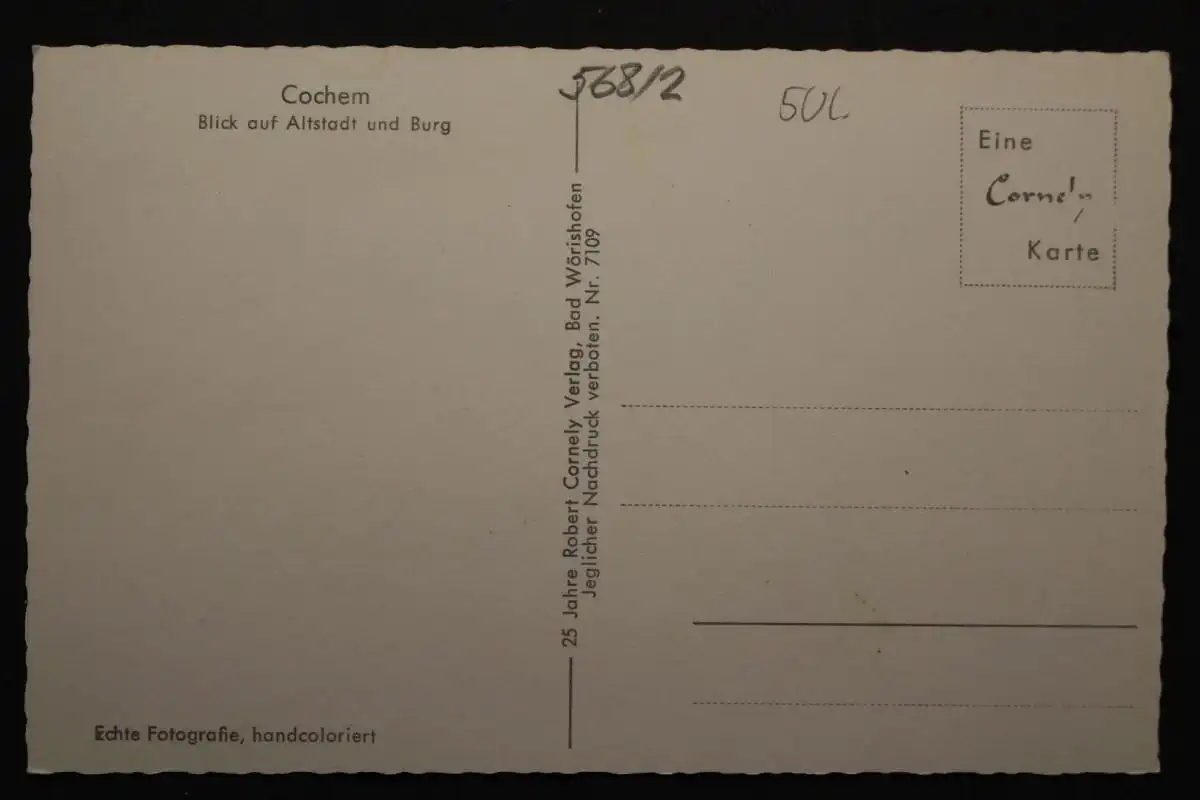 Cochem
Blick auf Altstadt und Burg
Echte Fotografie, handcoloriert
568/2
25 Jahre Robert Cornely Verlag, Bad Wörishofen
Jeglicher Nachdruck verboten. Nr. 7109
Eine
Cornely
Karte